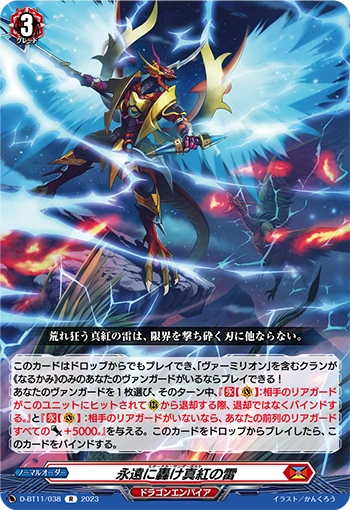 3
グレード
荒れ狂う真紅の雷は、限界を撃ち砕く刃に他ならない。
このカードはドロップからでもプレイでき、「ヴァーミリオン」を含むクランが
《なるかみ》のみのあなたのヴァンガードがいるならプレイできる!
あなたのヴァンガードを1枚選び、そのターン中、『【永】【(R)】:相手のリアガード
がこのユニットにヒットされて(R)から退却する際、退却ではなくバインドす
る。』と『【永】【(V)】:相手のリアガードがいないなら、あなたの前列のリアガード
すべての+5000。』を与える。このカードをドロップからプレイしたら、こ
のカードをバインドする。
ノーマルオーダー
永遠に轟け真紅の雷
D-BT11/038 R 2023
ドラゴンエンパイア
イラスト/かんくろう